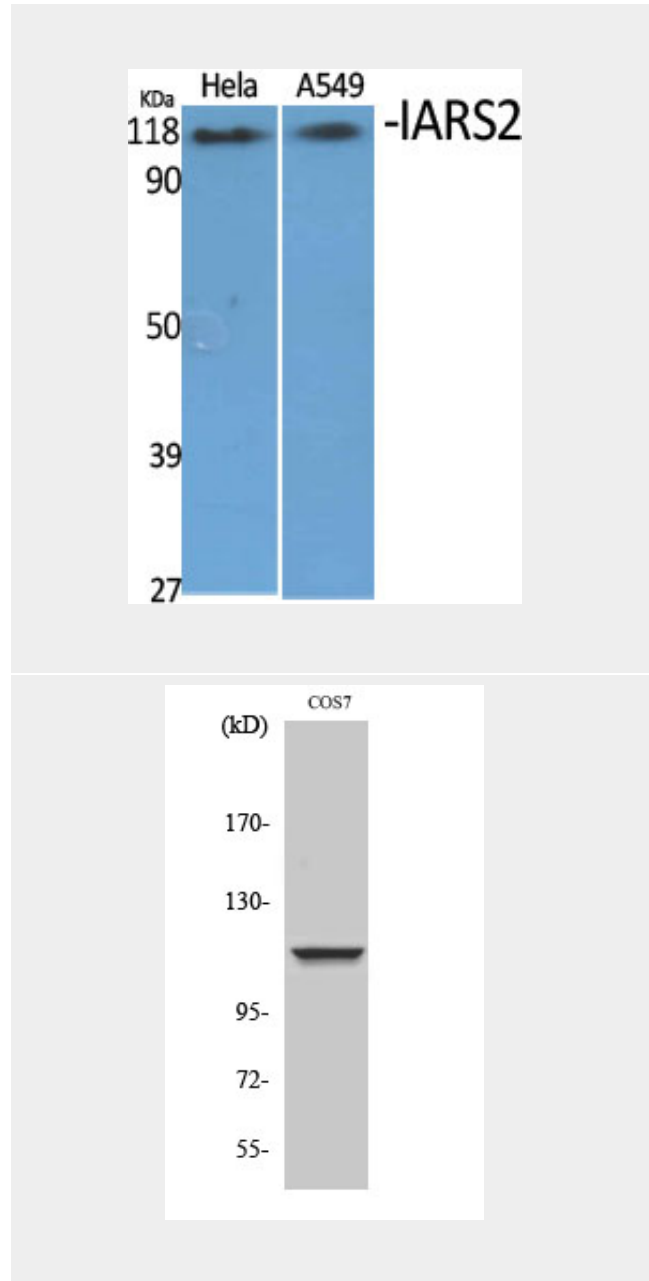 Hela A549
KDa
118
-IARS2
90
50
39
27
COS7
(kD)
170-
130-
95-
72-
55-